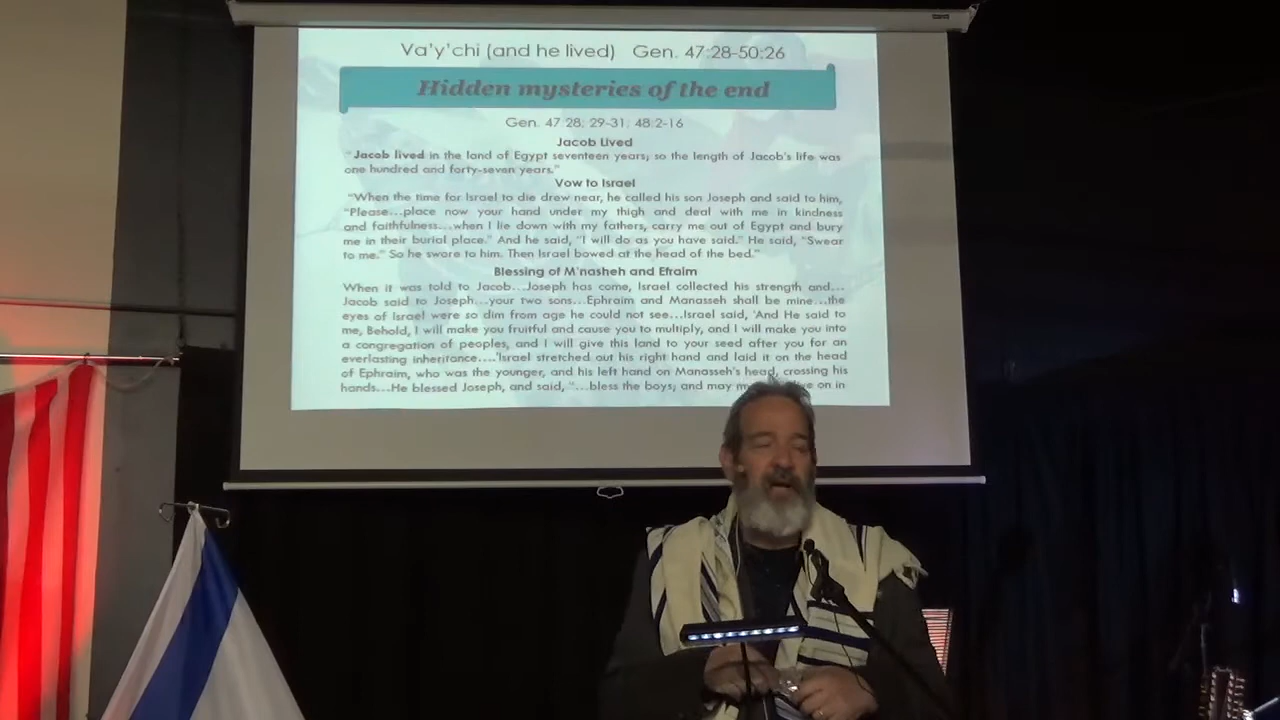 Va'y'chi (and he lived)   Gen. 47:28-50:26
Hidden mysteries of the end
Gen. 47:28; 29-31; 48:2-16
Jacob Lived
"Jacob lived in the land of Egypt seventeen years; so the length of Jacob's life was
one hundred and forty-seven years."
Vow to Israel
"When the time for Israel to die drew near, he called his son Joseph and said to him,
"Please...place now your hand under my thigh and deal with me in kindness
and faithfulness...when I lie down with my fathers, carry me out of Egypt and bury
me in their burial place." And he said, "I will do as you have said." He said, "Swear
to me." So he swore to him. Then Israel bowed at the head of the bed."
Blessing of M'nasheh and Efraim
When it was told to Jacob...Joseph has come, Israel collected his strength and...
Jacob said to Joseph...your two sons...Ephraim and Manasseh shall be mine...the
eyes of Israel were so dim from age he could not see...Israel said, 'And He said to
me, Behold, I will make you fruitful and cause you to multiply, and I will make you into
a congregation of peoples, and I will give this land to your seed after you for an
everlasting inheritance....'Israel stretched out his right hand and laid it on the head
of Ephraim, who was the younger, and his left hand on Manasseh's head, crossing his
hands...He blessed Joseph, and said, "...bless the boys; and may on in